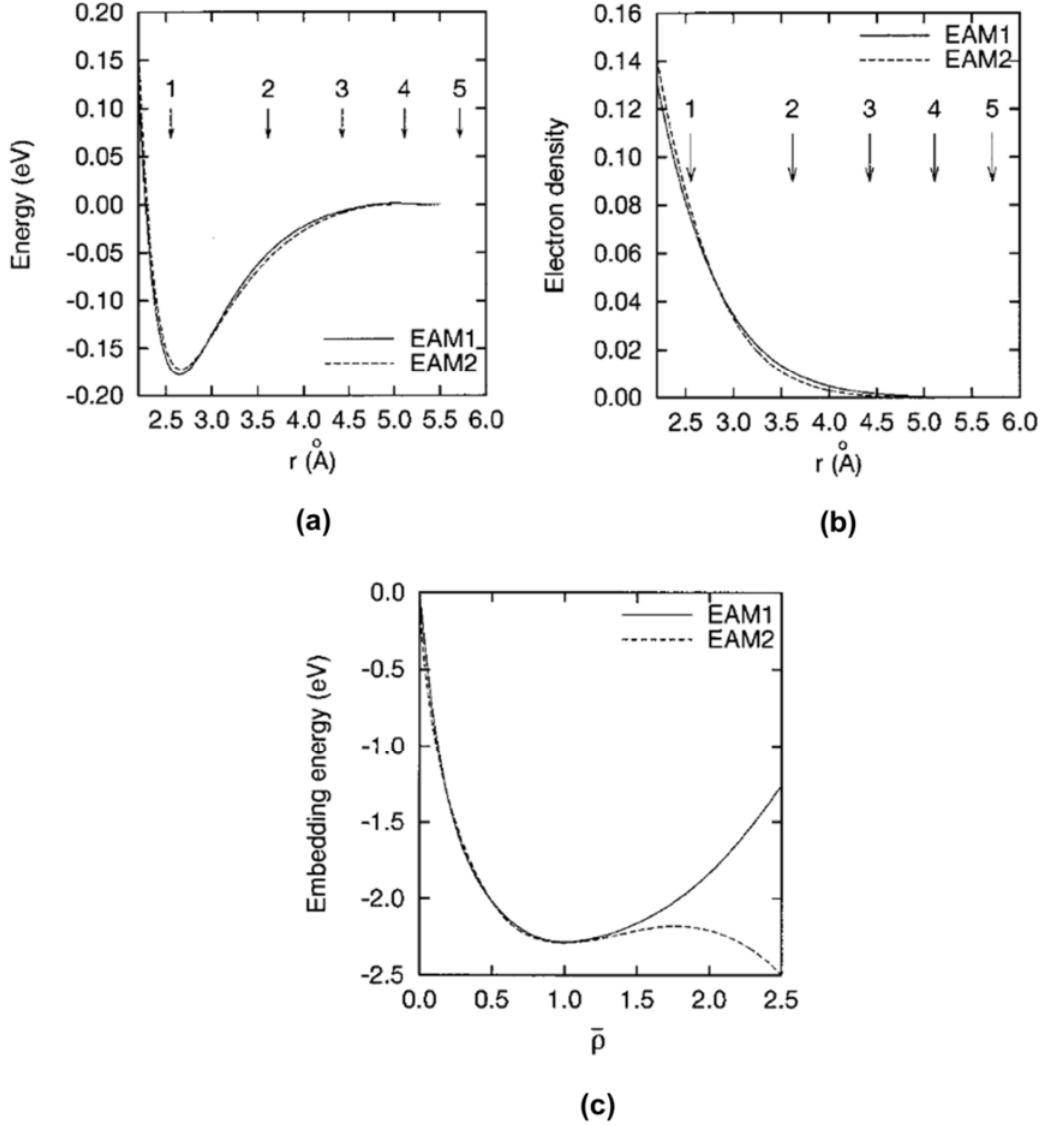 0.20
0.15
0.10
0.05
0.00
-0.05
-0.10
-0.15
-0.20
Energy (eV)
1 2 3 4 5
EAM1
EAM2
2.5 3.0 3.5 4.0 4.5 5.0 5.5 6.0
r (Å)
(a)
0.16
0.14
0.12
0.10
0.08
0.06
0.04
0.02
0.00
Electron density
EAM1
EAM2
1 2 3 4 5
2.5 3.0 3.5 4.0 4.5 5.0 5.5 6.0
r (Å)
(b)
0.0
-0.5
-1.0
-1.5
-2.0
-2.5
Embedding energy (eV)
EAM1
EAM2
0.0 0.5 1.0 1.5 2.0 2.5
ρ̄
(c)